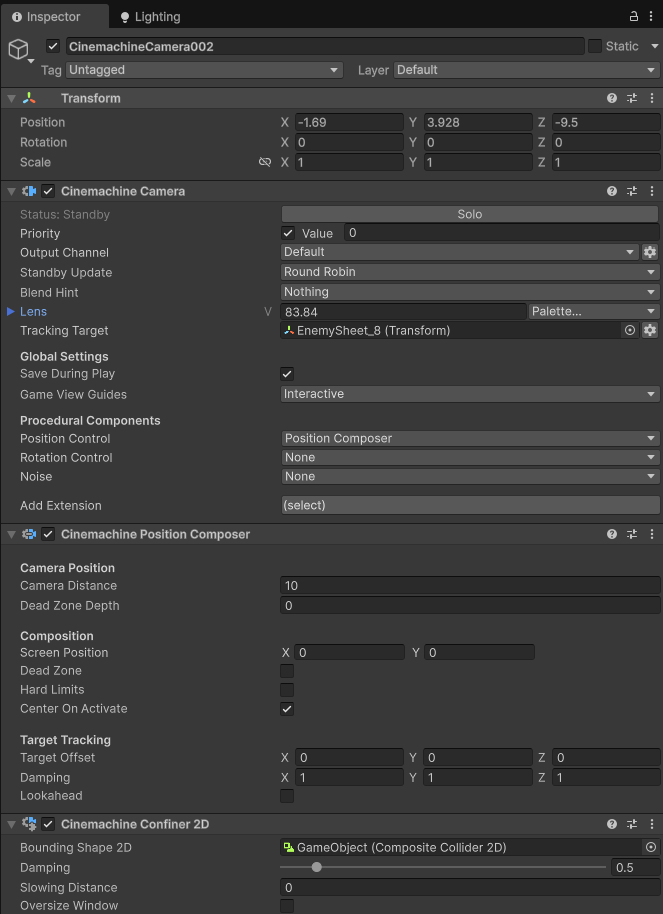 Inspector Lighting
CinemachineCamera002 Static
Tag Untagged Layer Default
Transform
Position X -1.69 Y 3.928 Z -9.5
Rotation X 0 Y 0 Z 0
Scale X 1 Y 1 Z 1
Cinemachine Camera
Status: Standby Solo
Priority Value 0
Output Channel Default
Standby Update Round Robin
Blend Hint Nothing
Lens V 83.84 Palette...
Tracking Target EnemySheet_8 (Transform)
Global Settings
Save During Play
Game View Guides Interactive
Procedural Components
Position Control Position Composer
Rotation Control None
Noise None
Add Extension (select)
Cinemachine Position Composer
Camera Position
Camera Distance 10
Dead Zone Depth 0
Composition
Screen Position X 0 Y 0
Dead Zone
Hard Limits
Center On Activate
Target Tracking
Target Offset X 0 Y 0 Z 0
Damping X 1 Y 1 Z 1
Lookahead
Cinemachine Confiner 2D
Bounding Shape 2D GameObject (Composite Collider 2D)
Damping 0.5
Slowing Distance 0
Oversize Window